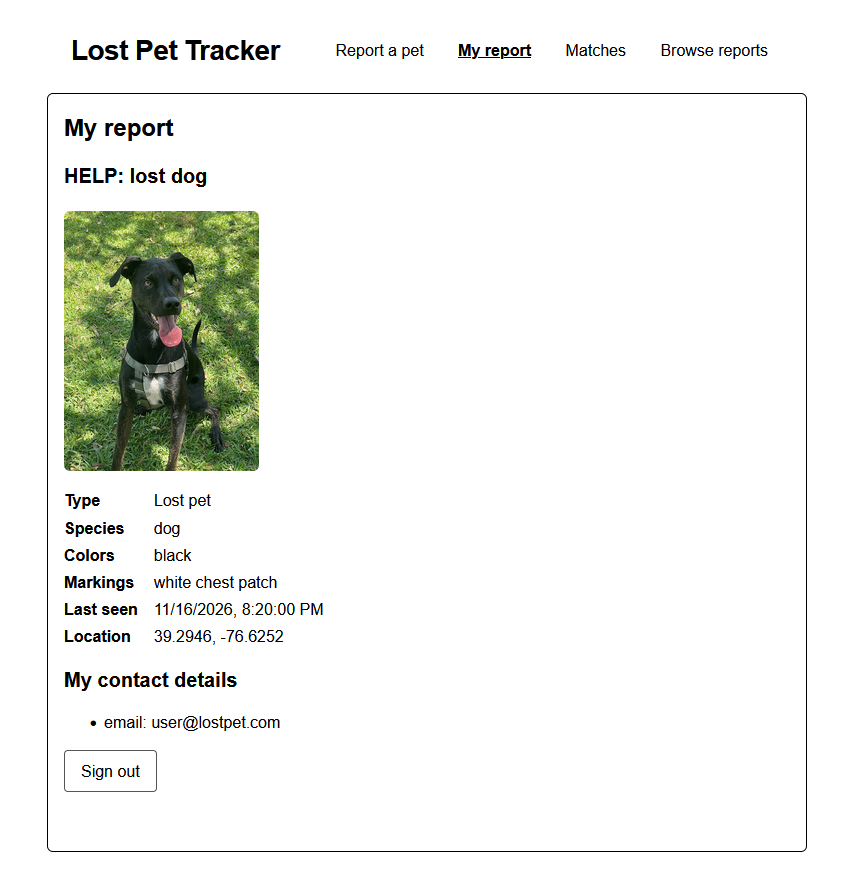 Lost Pet Tracker Report a pet My report Matches Browse reports
My report
HELP: lost dog
Type Lost pet
Species dog
Colors black
Markings white chest patch
Last seen 11/16/2026, 8:20:00 PM
Location 39.2946, -76.6252
My contact details
• email: user@lostpet.com
Sign out